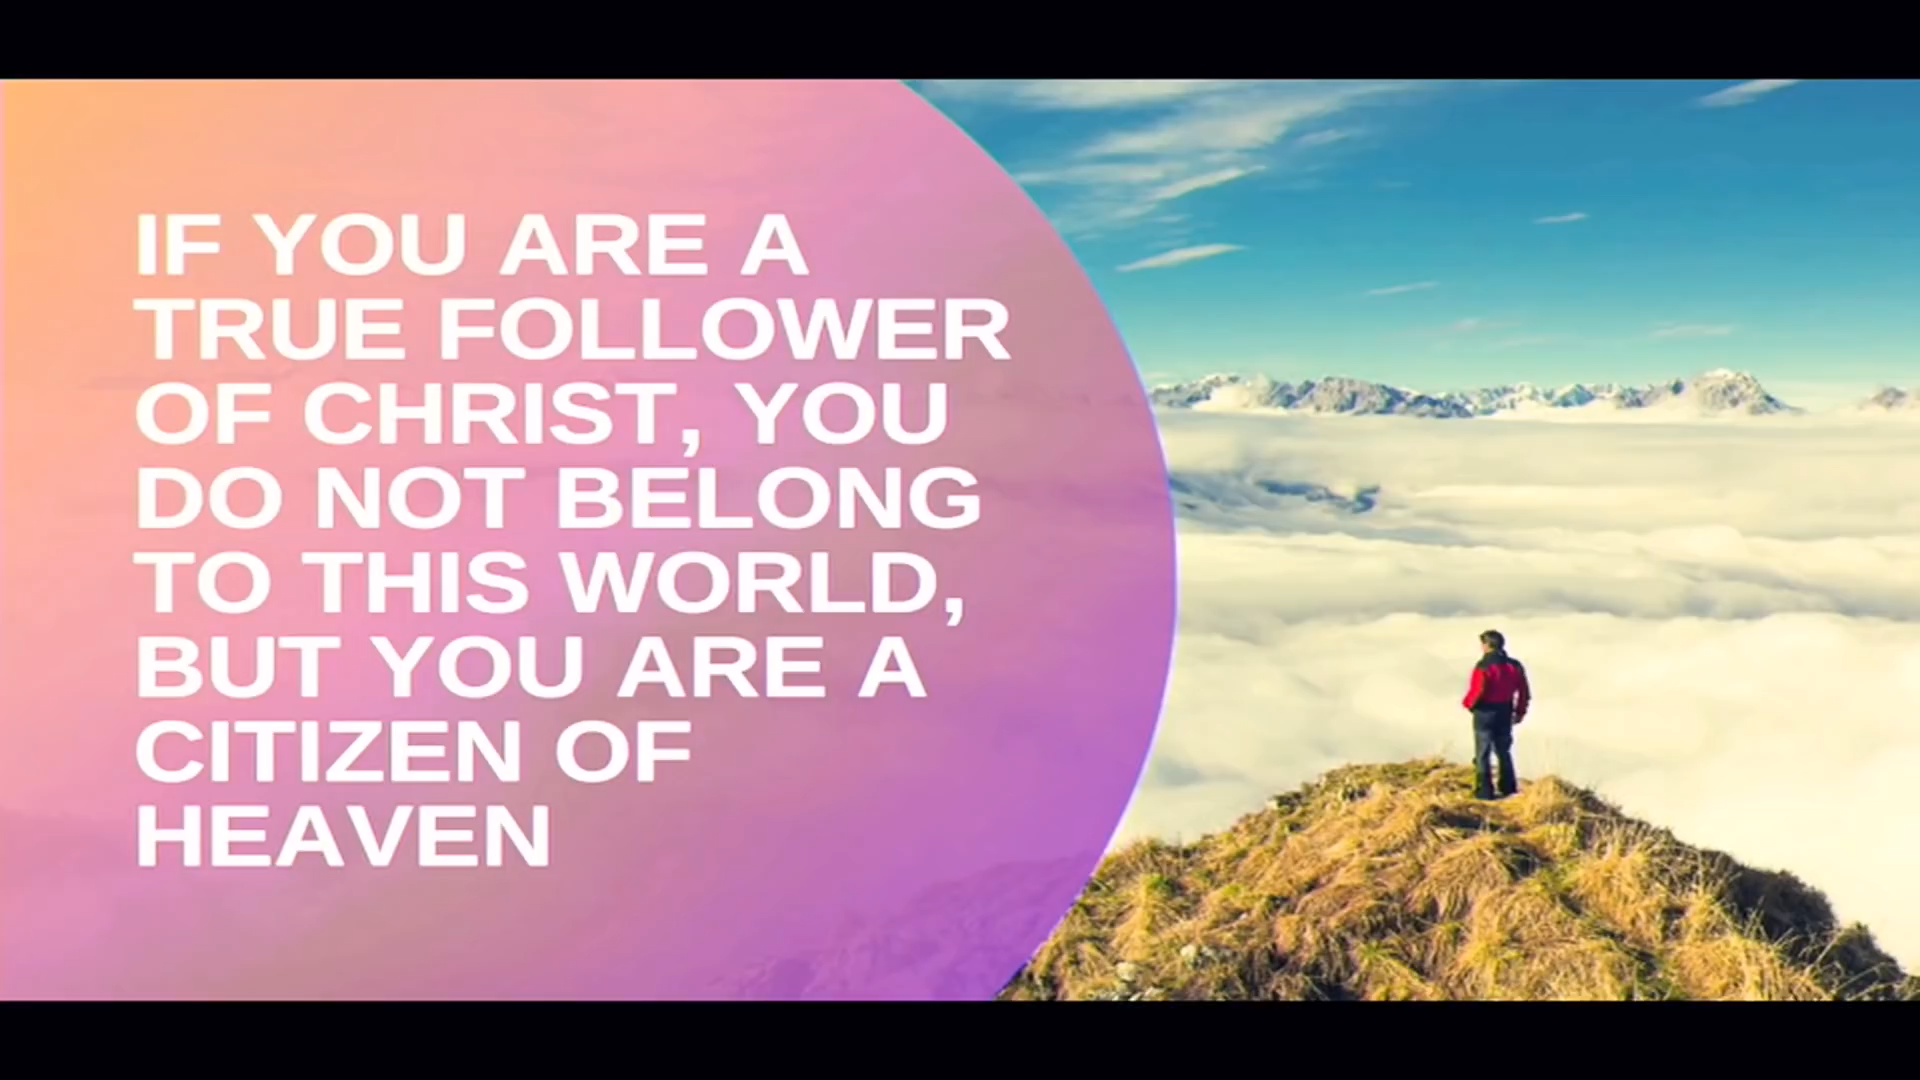 IF YOU ARE A
TRUE FOLLOWER
OF CHRIST, YOU
DO NOT BELONG
TO THIS WORLD,
BUT YOU ARE A
CITIZEN OF
HEAVEN